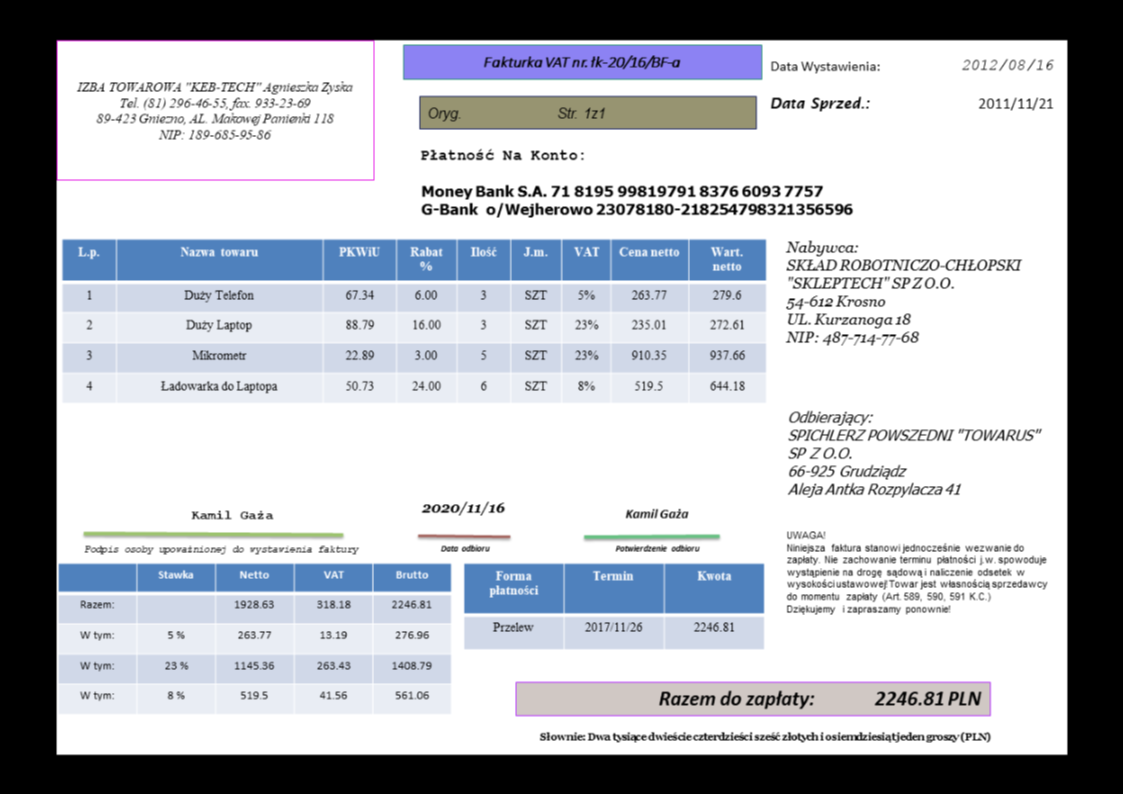 IZBA TOWAROWA "KEB-TECH" Agnieszka Zyska
Tel. (81) 296-46-55, fax. 933-23-69
89-423 Gniezno, AL. Makowej Panienki 118
NIP: 189-685-95-86
Fakturka VAT nr. łk-20/16/BF-a
Oryg. Str. 1z1
Data Wystawienia: 2012/08/16
Data Sprzed.: 2011/11/21
Płatność Na Konto:
Money Bank S.A. 71 8195 99819791 8376 6093 7757
G-Bank o/Wejherowo 23078180-218254798321356596
L.p. Nazwa towaru PKWiU Rabat % Ilość J.m. VAT Cena netto Wart. netto
1 Duży Telefon 67.34 6.00 3 SZT 5% 263.77 279.6
2 Duży Laptop 88.79 16.00 3 SZT 23% 235.01 272.61
3 Mikrometr 22.89 3.00 5 SZT 23% 910.35 937.66
4 Ładowarka do Laptopa 50.73 24.00 6 SZT 8% 519.5 644.18
Nabywca:
SKŁAD ROBOTNICZO-CHŁOPSKI
"SKLEPTECH" SP Z O.O.
54-612 Krosno
UL. Kurzanoga 18
NIP: 487-714-77-68
Odbierający:
SPICHLERZ POWSZEDNI "TOWARUS"
SP Z O.O.
66-925 Grudziądz
Aleja Antka Rozpylacza 41
Kamil Gaża
Podpis osoby upoważnionej do wystawienia faktury
2020/11/16
Data odbioru
Kamil Gaża
Potwierdzenie odbioru
UWAGA!
Niniejsza faktura stanowi jednocześnie wezwanie do
zapłaty. Nie zachowanie terminu płatności j.w. spowoduje
wystąpienie na drogę sądową i naliczenie odsetek w
wysokości ustawowej! Towar jest własnością sprzedawcy
do momentu zapłaty (Art. 589, 590, 591 K.C.)
Dziękujemy i zapraszamy ponownie!
Stawka Netto VAT Brutto
Razem: 1928.63 318.18 2246.81
W tym: 5 % 263.77 13.19 276.96
W tym: 23 % 1145.36 263.43 1408.79
W tym: 8 % 519.5 41.56 561.06
Forma płatności Termin Kwota
Przelew 2017/11/26 2246.81
Razem do zapłaty: 2246.81 PLN
Słownie: Dwa tysiące dwieście czterdzieści sześć złotych i osiemdziesiąt jeden groszy (PLN)